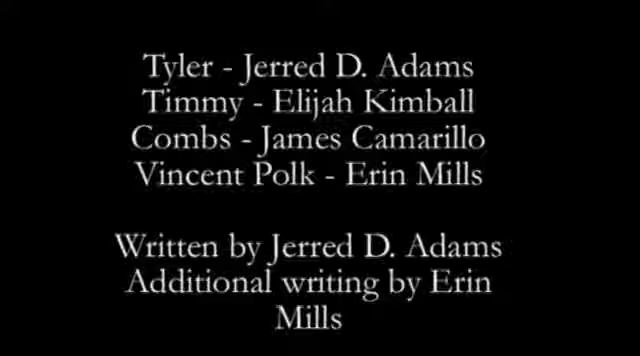 Tyler - Jerred D. Adams
Timmy - Elijah Kimball
Combs - James Camarillo
Vincent Polk - Erin Mills
Written by Jerred D. Adams
Additional writing by Erin
Mills